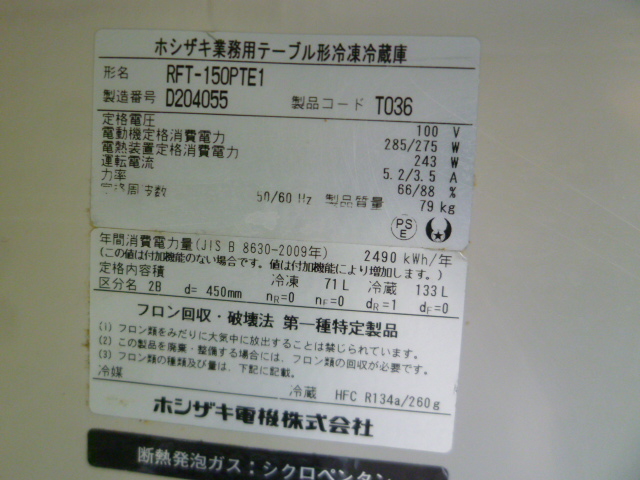 ホシザキ業務用テーブル形冷凍冷蔵庫
形名 RFT-150PTE1
製造番号 D204055 製品コード T036
定格電圧 100 V
電動機定格消費電力 285/275 W
電熱装置定格消費電力 243 W
運転電流 5.2/3.5 A
力率 66/88 %
定格周波数 50/60 Hz 製品質量 79 kg
PS
E
年間消費電力量(JIS B 8630-2009年) 2490 kWh/年
(この値は付加機能のない場合です。値は付加機能により増加します。)
定格内容積 冷凍 71 L 冷蔵 133 L
区分名 2B d= 450mm nR=0 nF=0 dR=1 dF=0
フロン回収・破壊法 第一種特定製品
(1) フロン類をみだりに大気中に放出することは禁じられています。
(2) この製品を廃棄・整備する場合には、フロン類の回収が必要です。
(3) フロン類の種類及び量は、下記に記載。
冷媒
冷蔵 HFC R134a/260g
ホシザキ電機株式会社
断熱発泡ガス:シクロペンタン